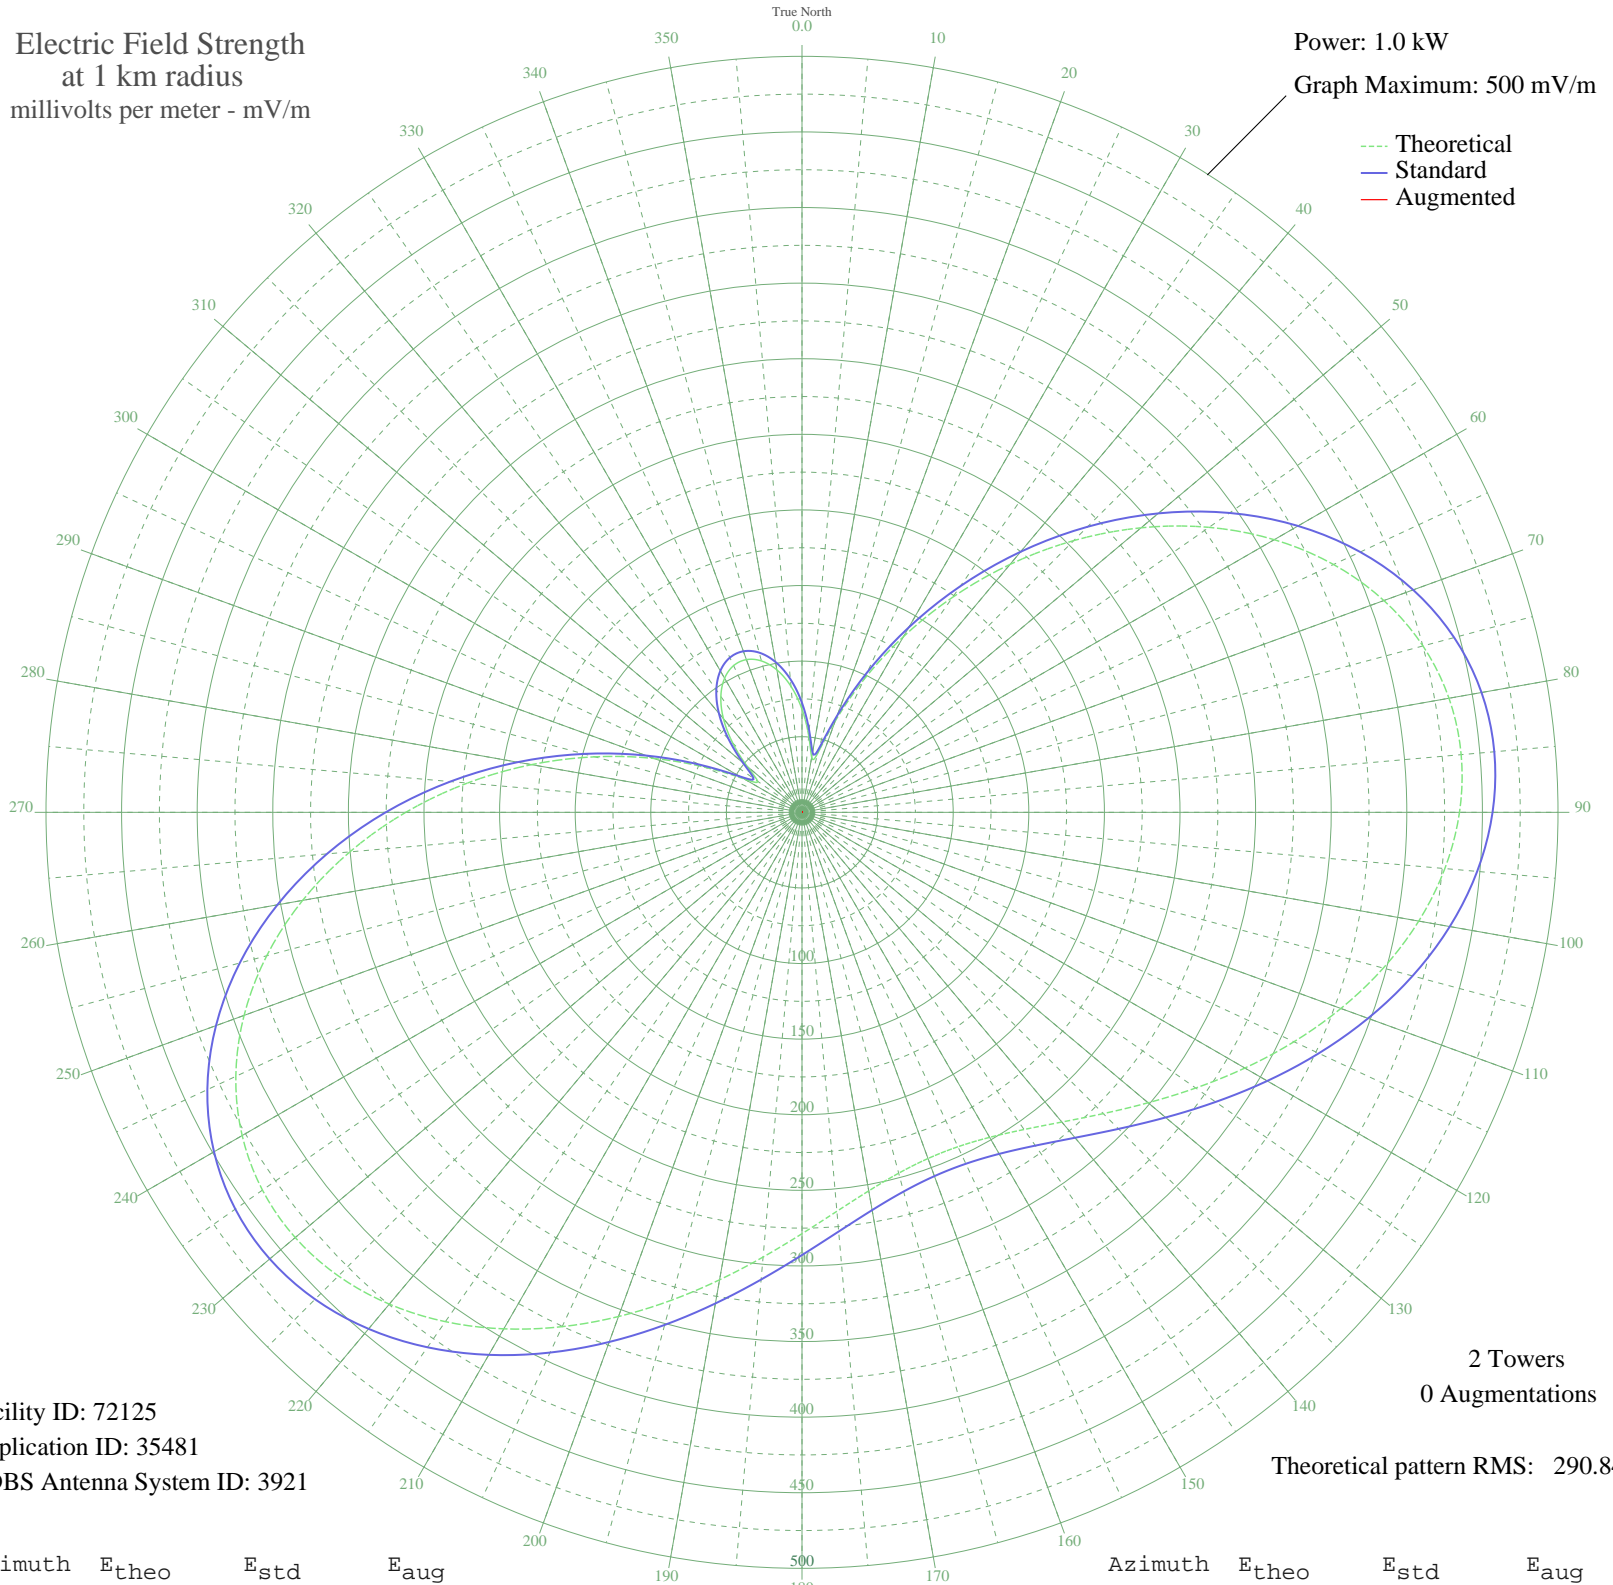 True North
0.0
Electric Field Strength
at 1 km radius
millivolts per meter - mV/m
Power: 1.0 kW
Graph Maximum: 500 mV/m
Theoretical
Standard
Augmented
10
20
30
40
50
60
70
80
90
100
110
120
130
140
150
160
170
190
200
210
220
230
240
250
260
270
280
290
300
310
320
330
340
350
100
150
200
250
300
350
400
450
500
2 Towers
0 Augmentations
Theoretical pattern RMS: 290.84
cility ID: 72125
plication ID: 35481
DBS Antenna System ID: 3921
imuth Etheo Estd Eaug
Azimuth Etheo Estd Eaug